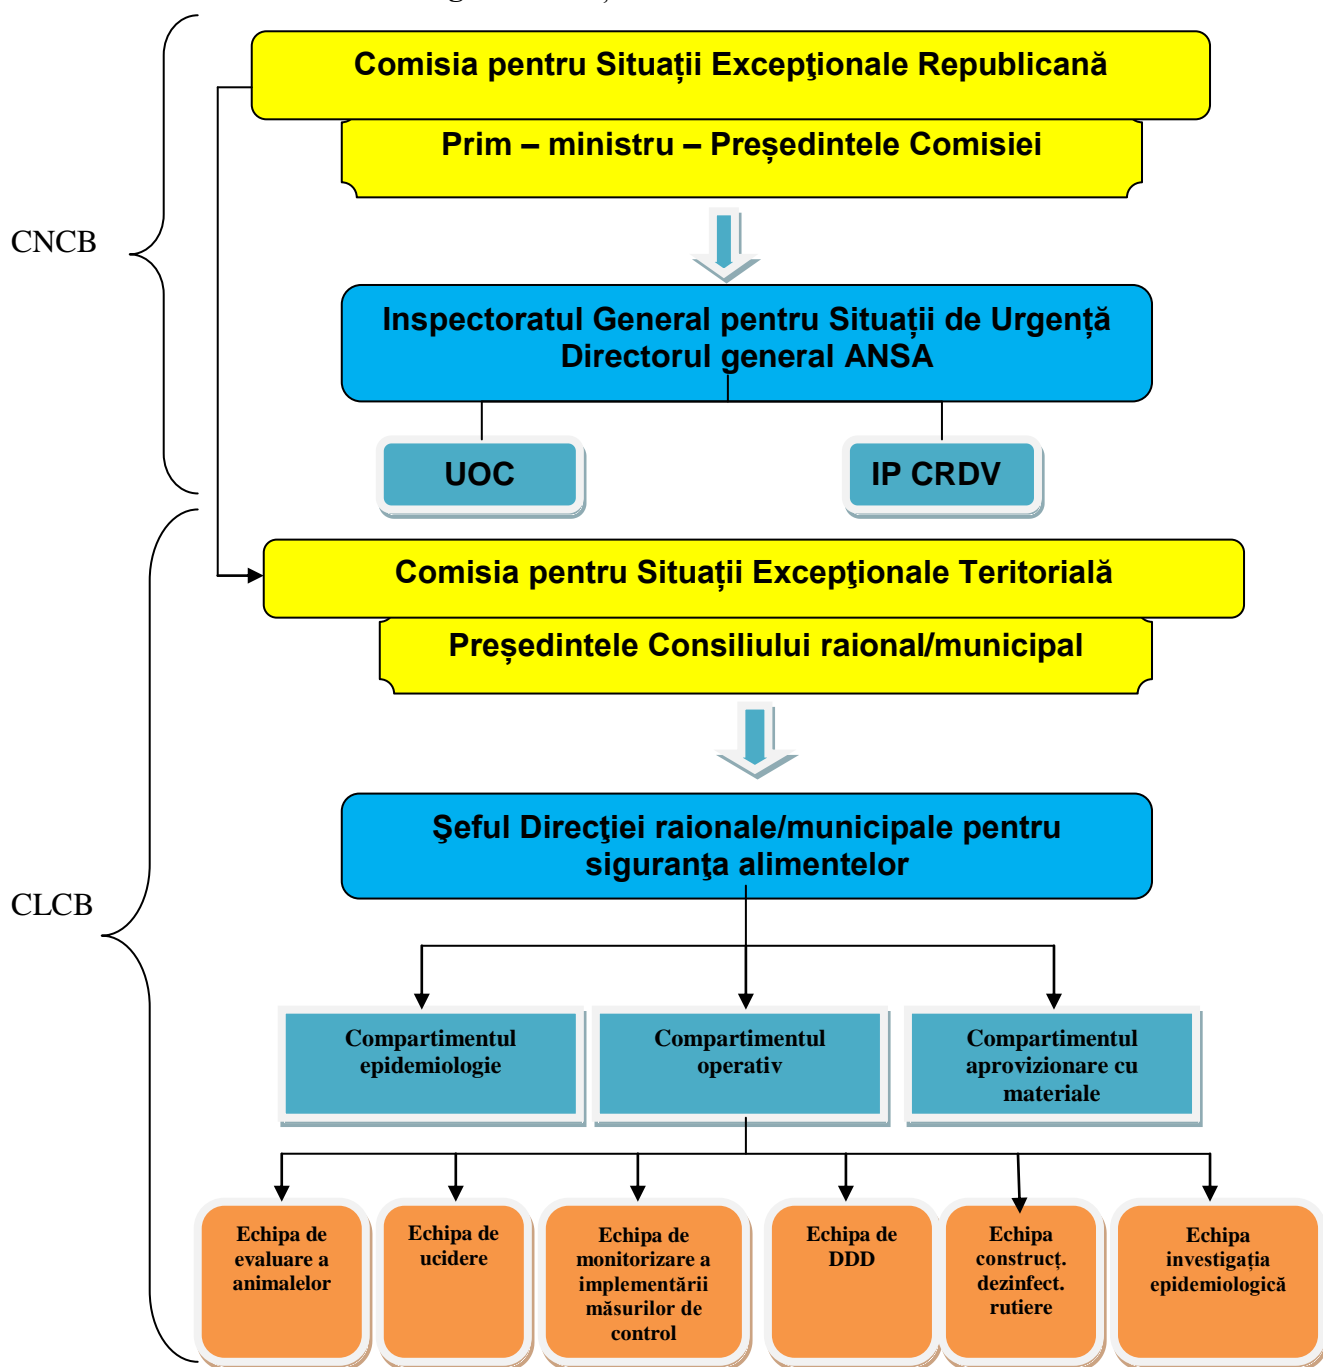 Comisia pentru Situații Excepţionale Republicană
Prim – ministru – Președintele Comisiei
CNCB
Inspectoratul General pentru Situații de Urgență
Directorul general ANSA
UOC
IP CRDV
Comisia pentru Situații Excepţionale Teritorială
Președintele Consiliului raional/municipal
Şeful Direcţiei raionale/municipale pentru
siguranţa alimentelor
CLCB
Compartimentul
epidemiologie
Compartimentul
operativ
Compartimentul
aprovizionare cu
materiale
Echipa de
evaluare a
animalelor
Echipa de
ucidere
Echipa de
monitorizare a
implementării
măsurilor de
control
Echipa de
DDD
Echipa
construcț.
dezinfect.
rutiere
Echipa
investigația
epidemiologică